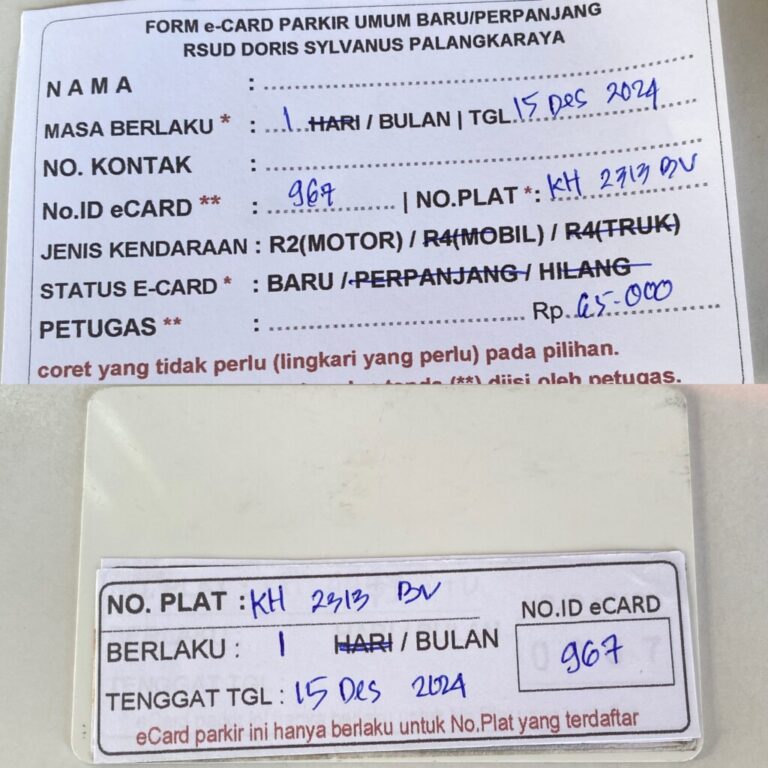 FORM e-CARD PARKIR UMUM BARU/PERPANJANG
RSUD DORIS SYLVANUS PALANGKARAYA
N A M A : ..............................
MASA BERLAKU * : ...1...HARI / BULAN | TGL.15 Des 2024
NO. KONTAK : ..............................
No.ID eCARD ** : 967 ............ | NO.PLAT *: KH 2313 BV
JENIS KENDARAAN : R2(MOTOR) / R4(MOBIL) / R4(TRUK)
STATUS E-CARD * : BARU / PERPANJANG / HILANG
PETUGAS ** : .............................. Rp. 65.000
coret yang tidak perlu (lingkari yang perlu) pada pilihan.
tanda (**) diisi oleh petugas.
NO. PLAT : KH 2313 BV
NO.ID eCARD
BERLAKU : 1 HARI / BULAN
967
TENGGAT TGL : 15 Des 2024
eCard parkir ini hanya berlaku untuk No.Plat yang terdaftar